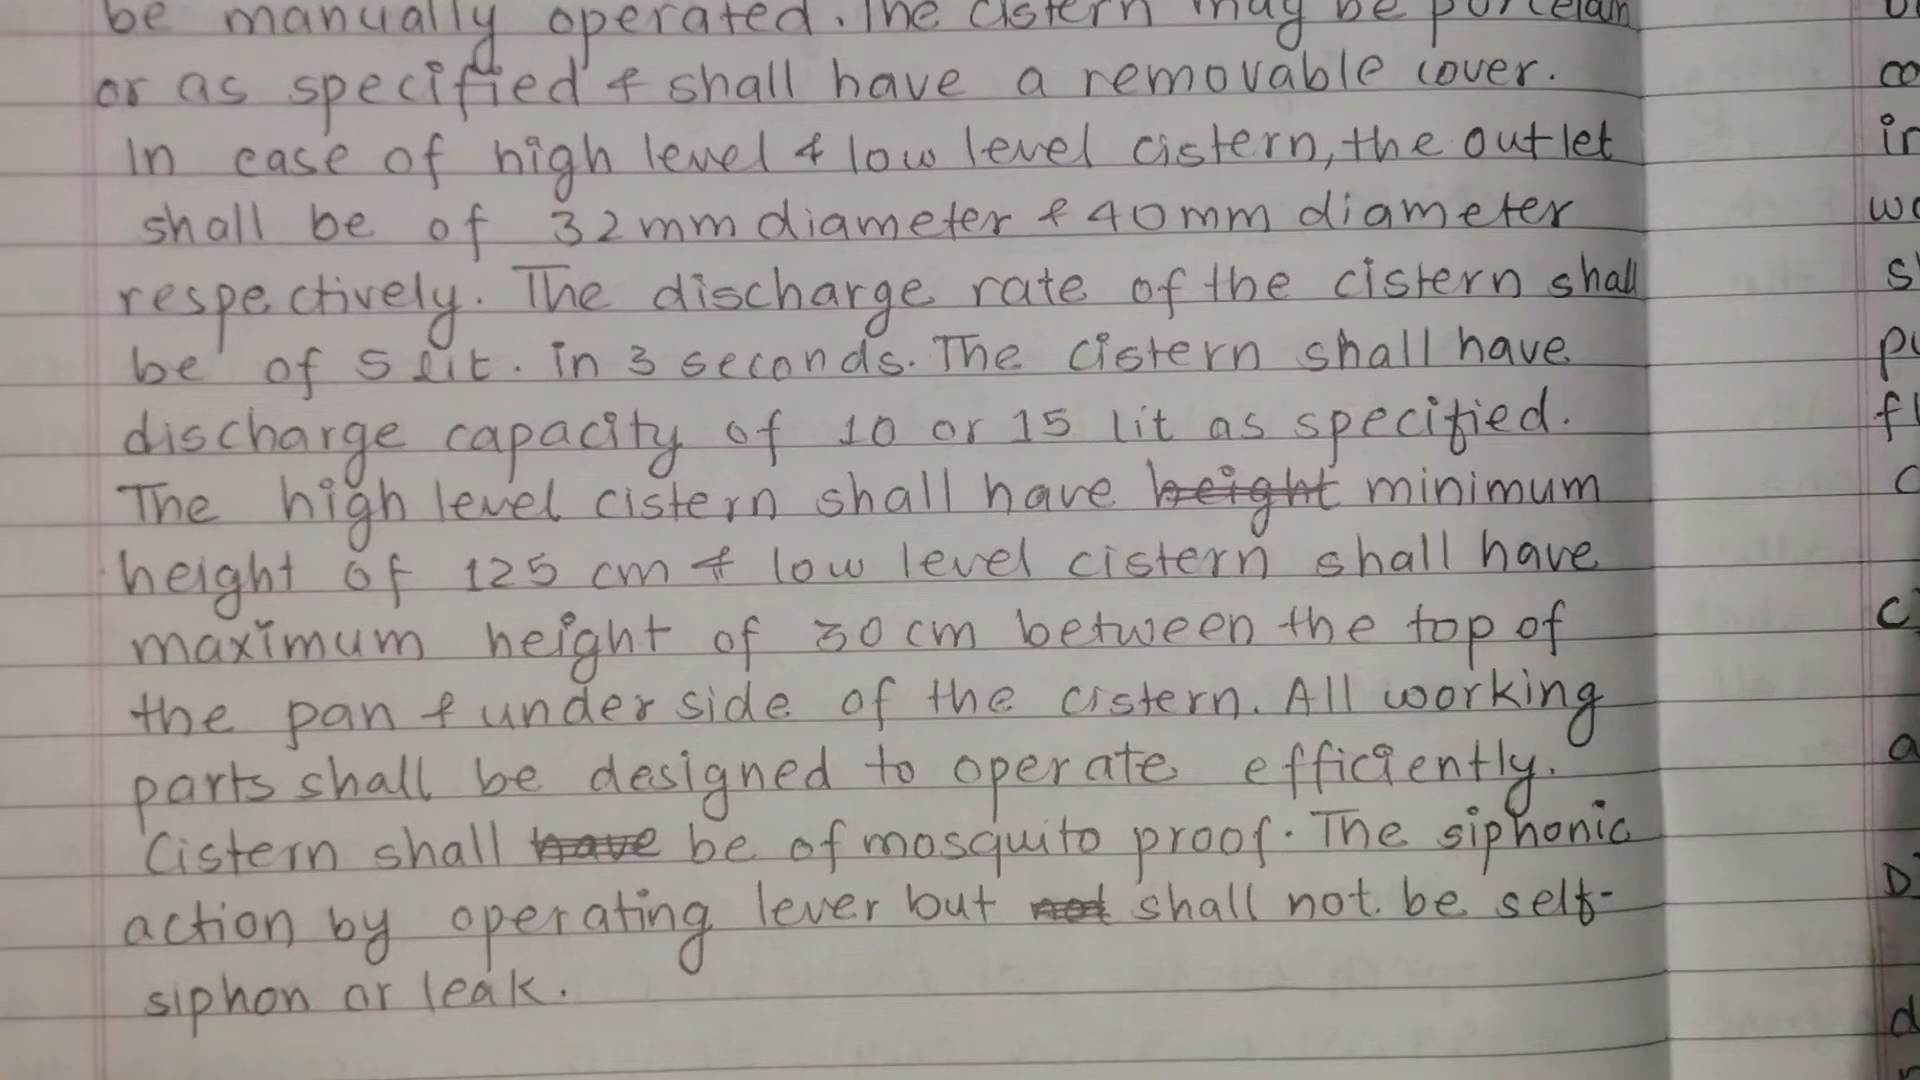 be manually operated. The cistern may be porcelain
or as specified & shall have a removable cover.
In case of high level & low level cistern, the outlet
shall be of 32mm diameter & 40mm diameter
respectively. The discharge rate of the cistern shall
be of 5 lit. in 3 seconds. The cistern shall have
discharge capacity of 10 or 15 lit as specified.
The high level cistern shall have height minimum
height of 125 cm & low level cistern shall have
maximum height of 30 cm between the top of
the pan & under side of the cistern. All working
parts shall be designed to operate efficiently.
Cistern shall have be of mosquito proof. The siphonic
action by operating lever but not shall not be self-
siphon or leak.